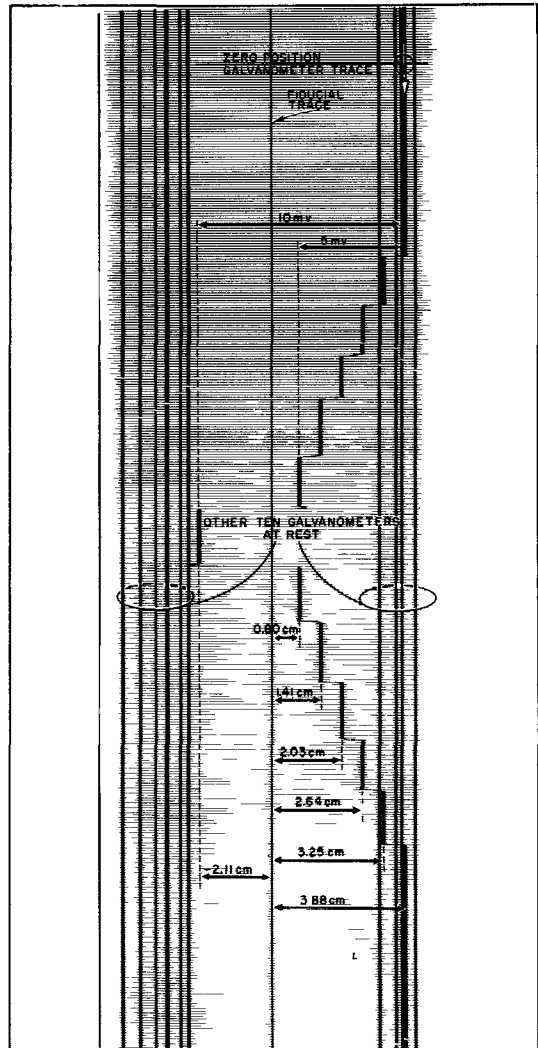 ZERO POSITION
GALVANOMETER TRACE
FIDUCIAL
TRACE
10 mv
5 mv
OTHER TEN GALVANOMETERS
AT REST
0.80 cm
1.41 cm
2.03 cm
2.64 cm
3.25 cm
-2.11 cm
3.88 cm
L